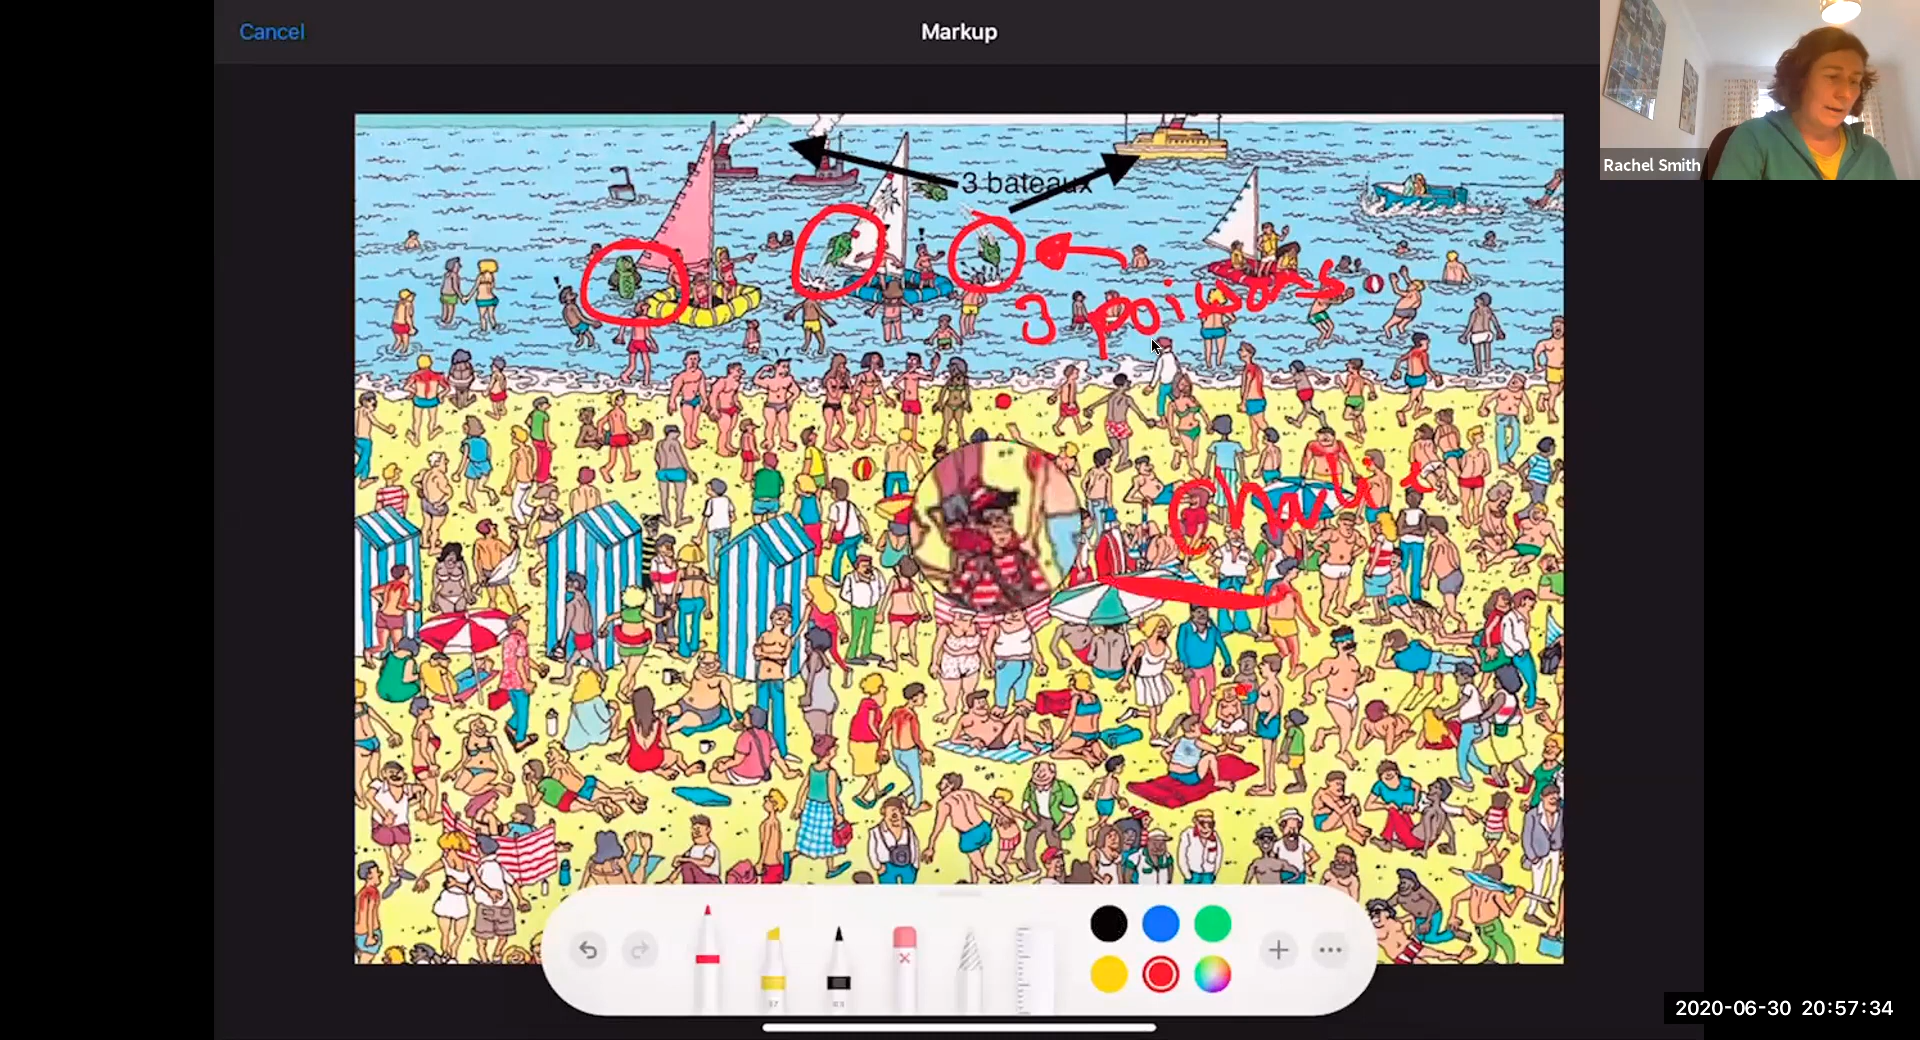 Cancel
Markup
Rachel Smith
3 bateaux
3 poissons
Charlie
2020-06-30 20:57:34